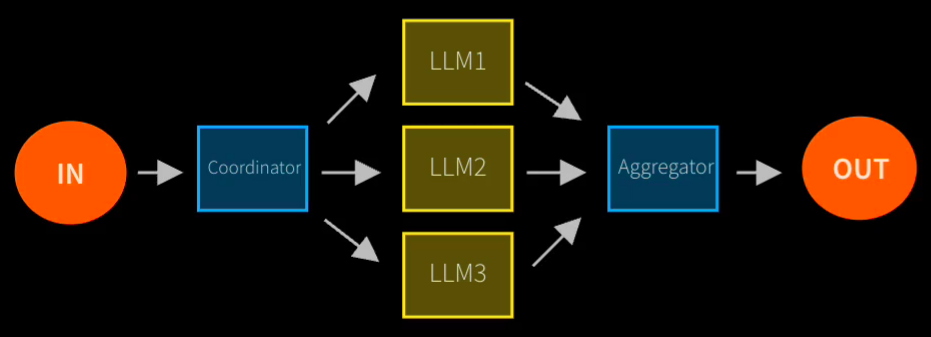 IN
Coordinator
LLM1
LLM2
LLM3
Aggregator
OUT